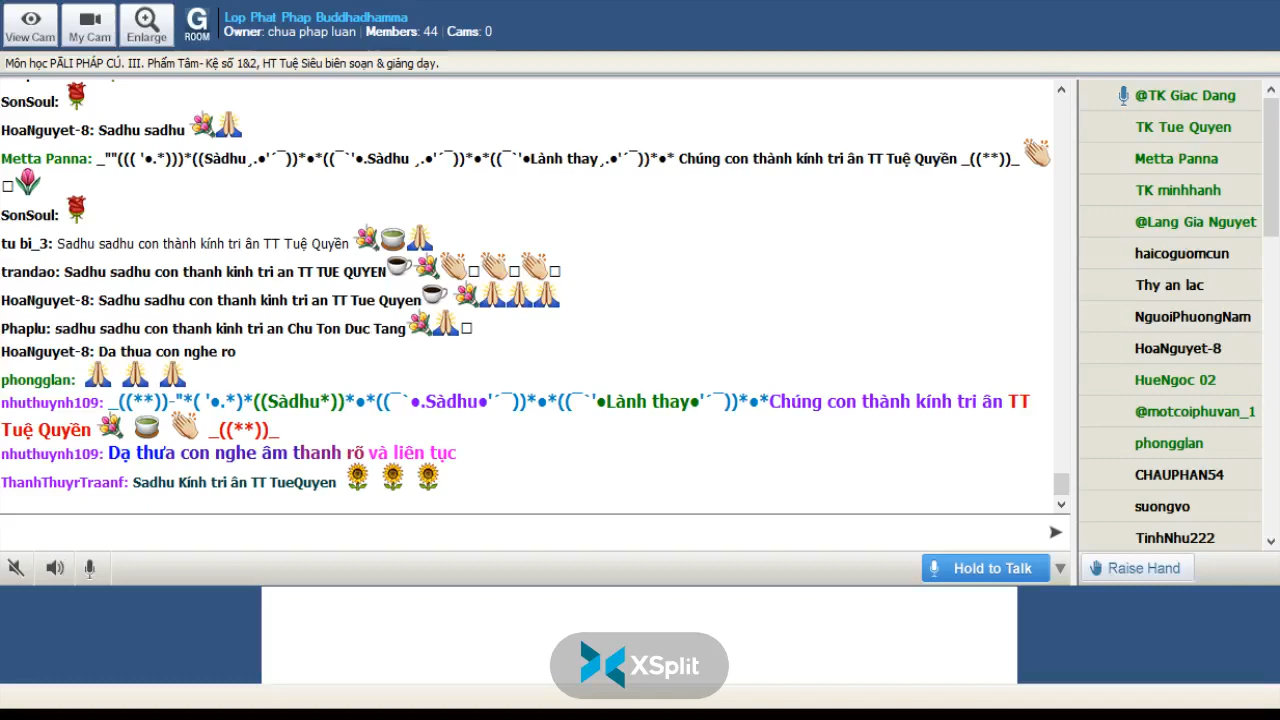 View Cam
My Cam
Enlarge
G
ROOM
Lop Phat Phap Buddhadhamma
Owner: chua phap luan | Members: 44 | Cams: 0
Môn học PÃLI PHÁP CÚ. III. Phẩm Tâm- Kệ số 1&2, HT Tuệ Siêu biên soạn & giảng dạy.
SonSoul:
HoaNguyet-8: Sadhu sadhu
Metta Panna: _""((( '●.*)))*((Sàdhu¸.●'´¯))*●*((¯`'●.Sàdhu ¸.●'´¯))*●*((¯`'●Lành thay¸.●'´¯))*●* Chúng con thành kính tri ân TT Tuệ Quyền _((**))_
SonSoul:
tu bi_3: Sadhu sadhu con thành kính tri ân TT Tuệ Quyền
trandao: Sadhu sadhu con thanh kinh tri an TT TUE QUYEN
HoaNguyet-8: Sadhu sadhu con thanh kinh tri an TT Tue Quyen
Phaplu: sadhu sadhu con thanh kinh tri an Chu Ton Duc Tang
HoaNguyet-8: Da thua con nghe ro
phongglan:
nhuthuynh109: _((**))-"*( '●.*)*((Sàdhu*))*●*((¯`●.Sàdhu●'´¯))*●*((¯`'●Lành thay●'´¯))*●*Chúng con thành kính tri ân TT
Tuệ Quyền _((**))_
nhuthuynh109: Dạ thưa con nghe âm thanh rõ và liên tục
ThanhThuyrTraanf: Sadhu Kính tri ân TT TueQuyen
@TK Giac Dang
TK Tue Quyen
Metta Panna
TK minhhanh
@Lang Gia Nguyet
haicoguomcun
Thy an lac
NguoiPhuongNam
HoaNguyet-8
HueNgoc 02
@motcoiphuvan_1
phongglan
CHAUPHAN54
suongvo
TinhNhu222
Hold to Talk
Raise Hand
XSplit